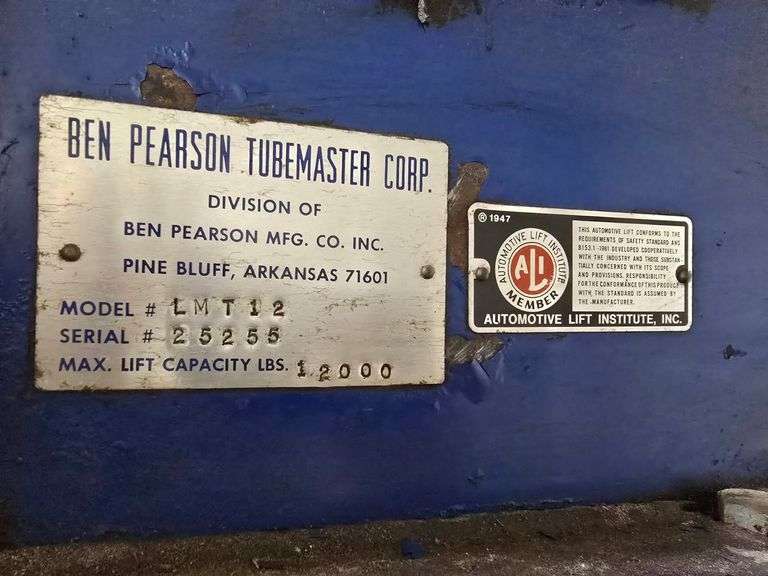 BEN PEARSON TUBEMASTER CORP.
DIVISION OF
BEN PEARSON MFG. CO. INC.
PINE BLUFF, ARKANSAS 71601
MODEL # LMT12
SERIAL # 25255
MAX. LIFT CAPACITY LBS. 12000
® 1947
AUTOMOTIVE LIFT INSTITUTE
ALI
MEMBER
THIS AUTOMOTIVE LIFT CONFORMS TO THE
REQUIREMENTS OF SAFETY STANDARD ANS
B153.1-1981 DEVELOPED COOPERATIVELY
WITH THE INDUSTRY AND THOSE SUBSTAN-
TIALLY CONCERNED WITH ITS SCOPE
AND PROVISIONS. RESPONSIBILITY
FOR THE CONFORMANCE OF THIS PRODUCT
WITH THE STANDARD IS ASSUMED BY
THE MANUFACTURER.
AUTOMOTIVE LIFT INSTITUTE, INC.